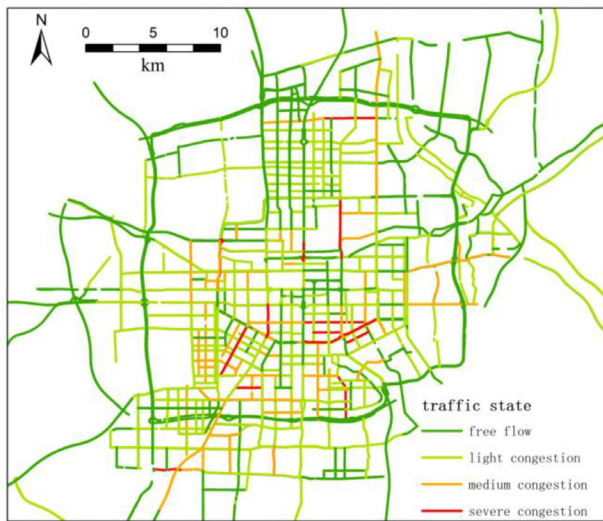 N
0 5 10
km
traffic state
free flow
light congestion
medium congestion
severe congestion